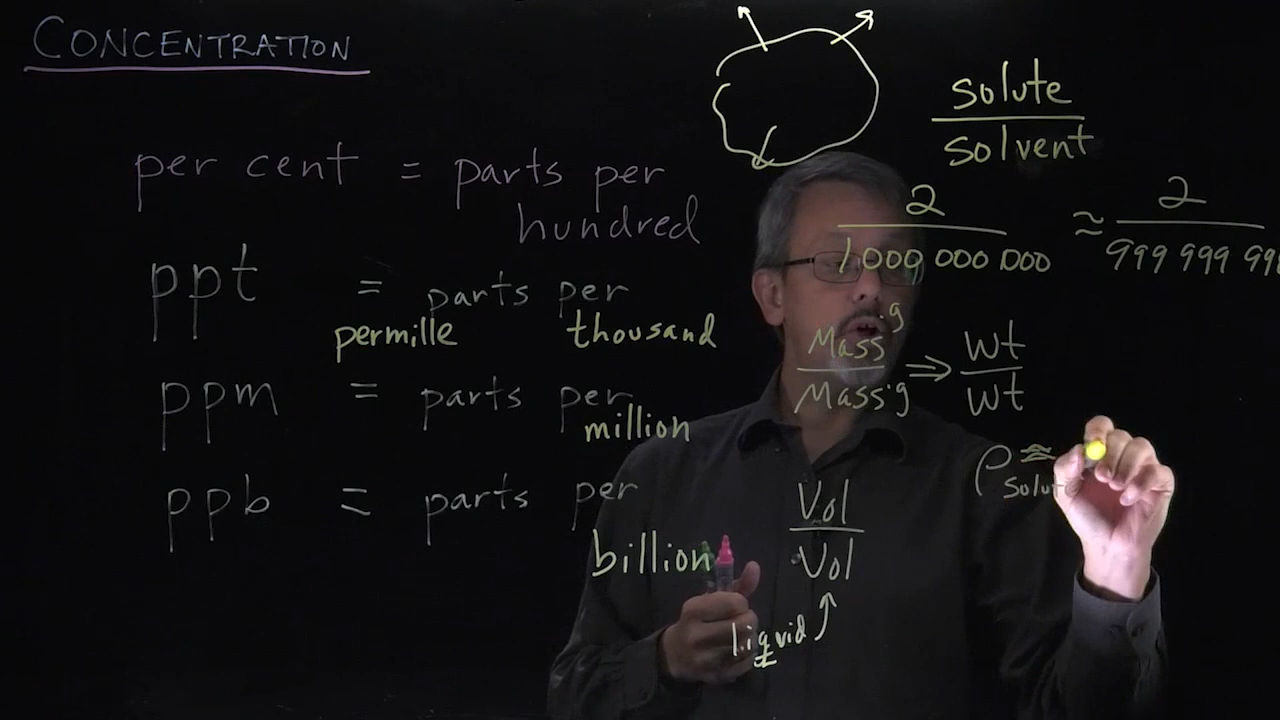 CONCENTRATION
per cent = parts per
hundred
ppt = parts per
permille thousand
ppm = parts per
million
ppb = parts per
billion
solute
solvent
2
1 000 000 000
≈
2
999 999 99
Mass g
Mass g
⇒
Wt
Wt
ρ ≈
Solut
Vol
Vol
liquid